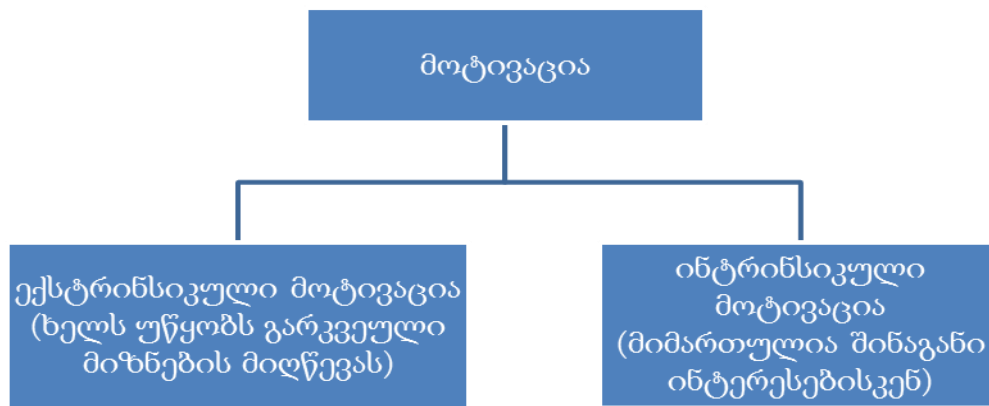 მოტივაცია
ექსტრინსიკული მოტივაცია
(ხელს უწყობს გარკვეული
მიზნების მიღწევას)
ინტრინსიკული
მოტივაცია
(მიმართულია შინაგანი
ინტერესებისკენ)